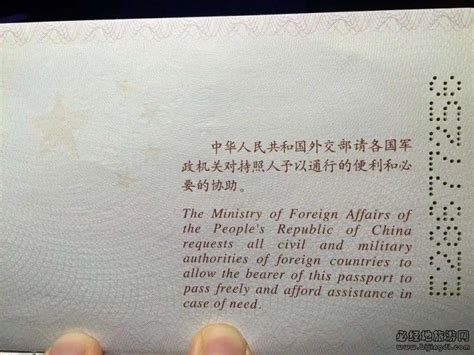 中华人民共和国外交部请各国军
政机关对持照人予以通行的便利和必
要的协助。
The Ministry of Foreign Affairs of
the People's Republic of China
requests all civil and military
authorities of foreign countries to
allow the bearer of this passport to
pass freely and afford assistance in
case of need.
必经地旅游网
www.bijingdi.com